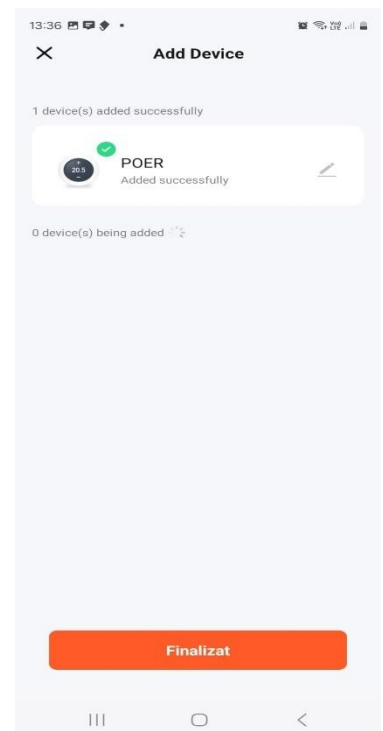 13:36
Add Device
1 device(s) added successfully
20.5
POER
Added successfully
0 device(s) being added
Finalizat